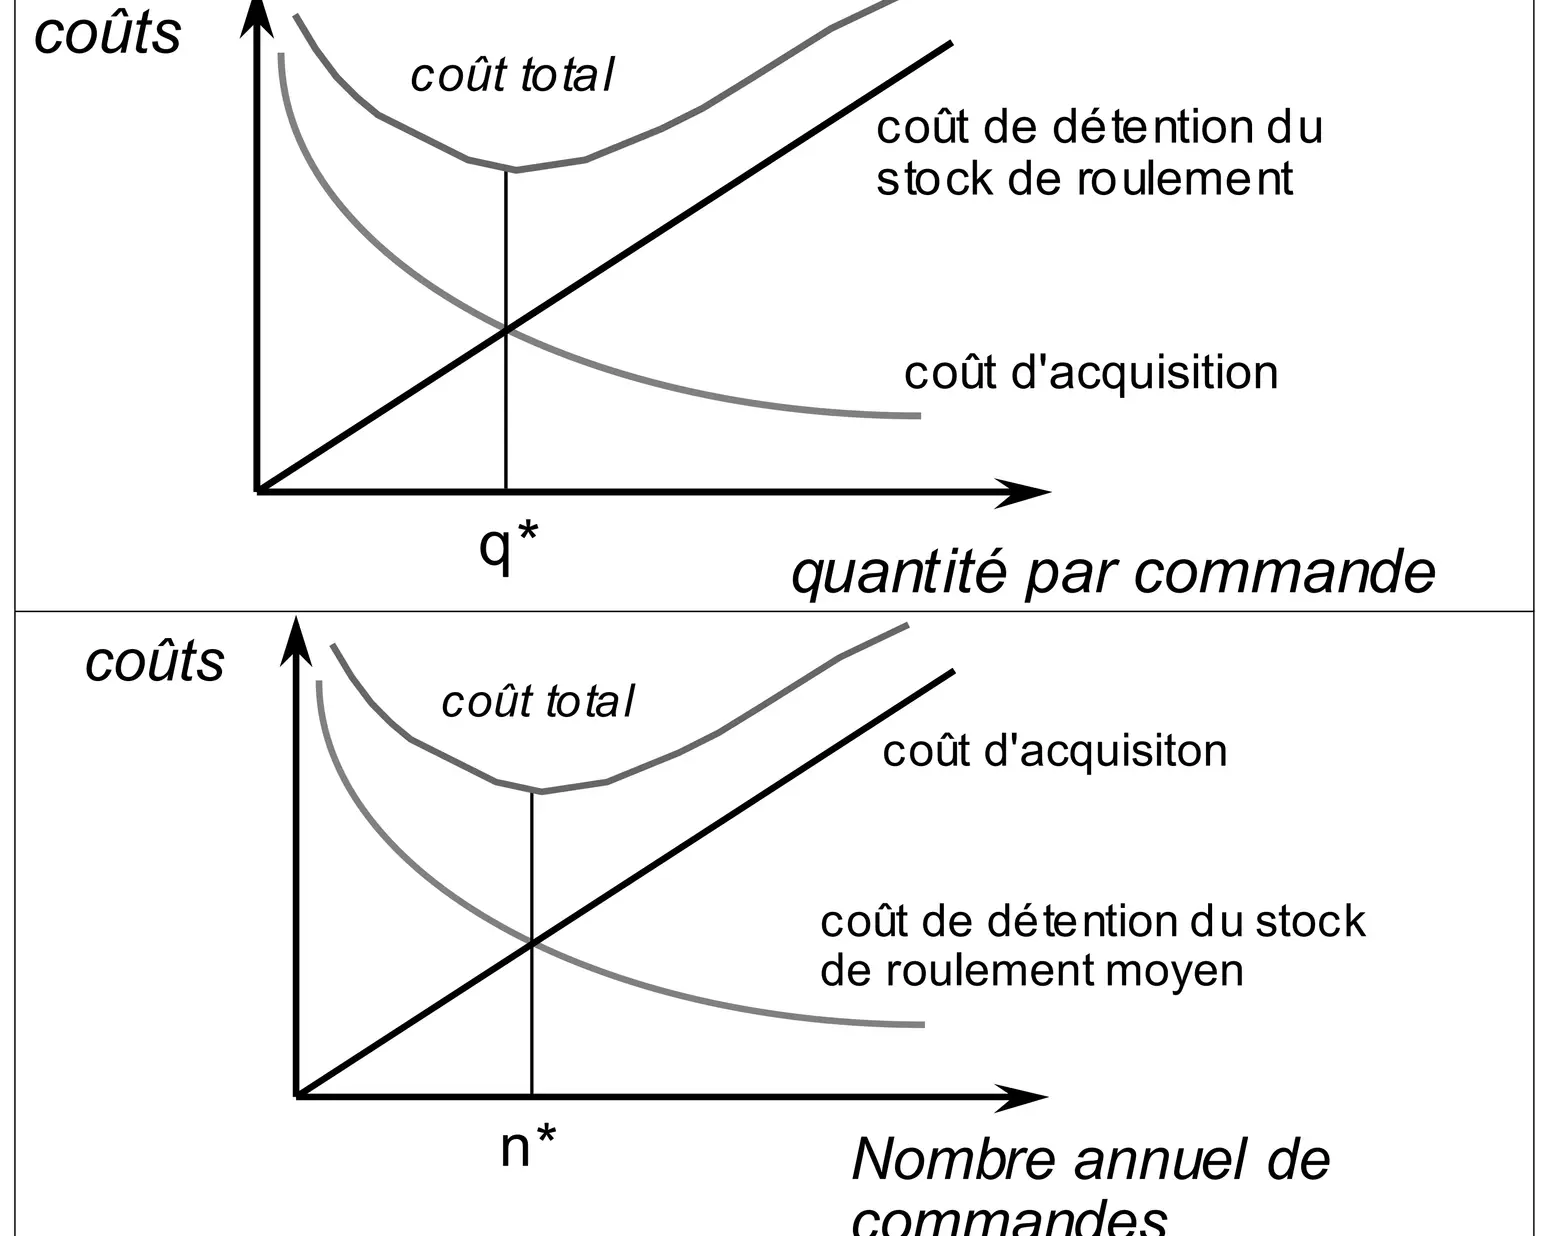 coûts
coût total
coût de détention du
stock de roulement
coût d'acquisition
q*
quantité par commande
coûts
coût total
coût d'acquisiton
coût de détention du stock
de roulement moyen
n*
Nombre annuel de
commandes